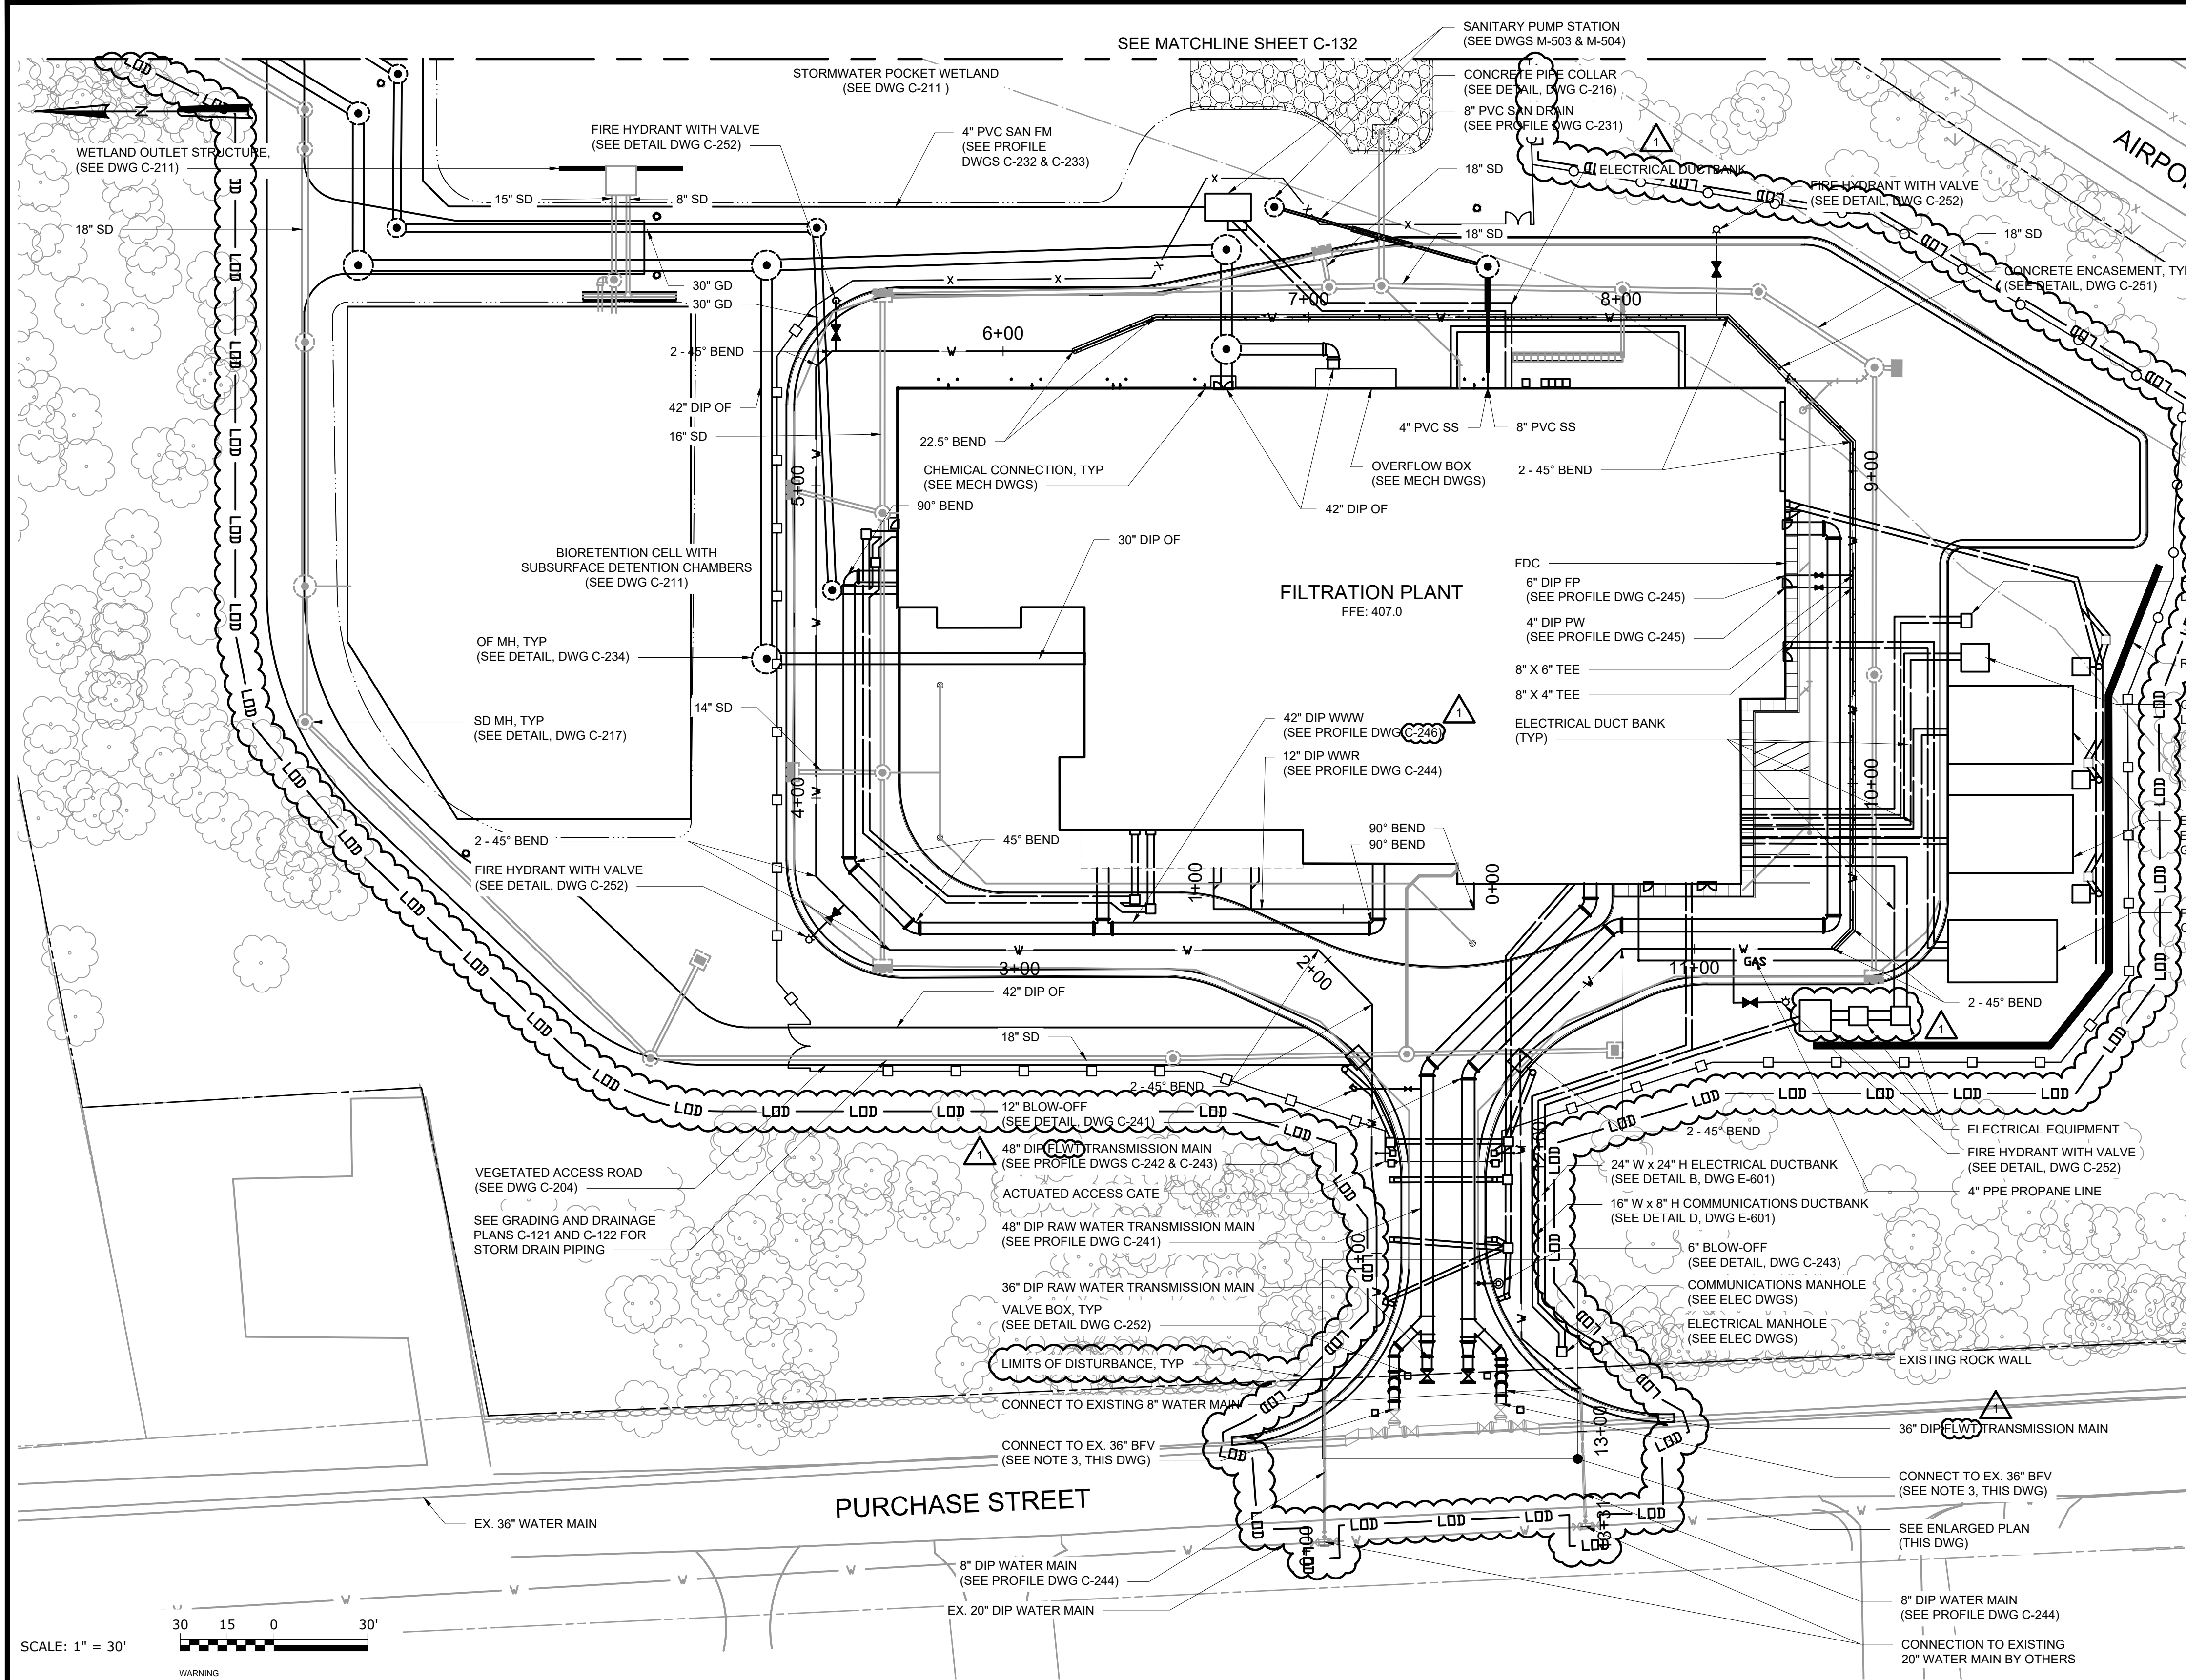 SEE MATCHLINE SHEET C-132
SANITARY PUMP STATION
(SEE DWGS M-503 & M-504)
STORMWATER POCKET WETLAND
(SEE DWG C-211 )
CONCRETE PIPE COLLAR
(SEE DETAIL, DWG C-216)
8" PVC SAN DRAIN
(SEE PROFILE DWG C-231)
1
AIRPO
N
WETLAND OUTLET STRUCTURE,
(SEE DWG C-211)
FIRE HYDRANT WITH VALVE
(SEE DETAIL DWG C-252)
4" PVC SAN FM
(SEE PROFILE
DWGS C-232 & C-233)
18" SD
ELECTRICAL DUCTBANK
FIRE HYDRANT WITH VALVE
(SEE DETAIL, DWG C-252)
15" SD
8" SD
18" SD
18" SD
18" SD
CONCRETE ENCASEMENT, TY
(SEE DETAIL, DWG C-251)
30" GD
30" GD
6+00
7+00
8+00
2 - 45° BEND
42" DIP OF
16" SD
22.5° BEND
4" PVC SS
8" PVC SS
CHEMICAL CONNECTION, TYP
(SEE MECH DWGS)
OVERFLOW BOX
(SEE MECH DWGS)
2 - 45° BEND
9+00
5+00
90° BEND
42" DIP OF
30" DIP OF
BIORETENTION CELL WITH
SUBSURFACE DETENTION CHAMBERS
(SEE DWG C-211)
FILTRATION PLANT
FFE: 407.0
FDC
6" DIP FP
(SEE PROFILE DWG C-245)
4" DIP PW
(SEE PROFILE DWG C-245)
8" X 6" TEE
8" X 4" TEE
ELECTRICAL DUCT BANK
(TYP)
OF MH, TYP
(SEE DETAIL, DWG C-234)
14" SD
SD MH, TYP
(SEE DETAIL, DWG C-217)
42" DIP WWW
(SEE PROFILE DWG C-246)
1
12" DIP WWR
(SEE PROFILE DWG C-244)
4+00
10+00
2 - 45° BEND
45° BEND
90° BEND
90° BEND
FIRE HYDRANT WITH VALVE
(SEE DETAIL, DWG C-252)
1+00
0+00
3+00
2+00
11+00
GAS
42" DIP OF
2 - 45° BEND
1
18" SD
2 - 45° BEND
12" BLOW-OFF
(SEE DETAIL, DWG C-241)
1
48" DIP FLWT TRANSMISSION MAIN
(SEE PROFILE DWGS C-242 & C-243)
2 - 45° BEND
ELECTRICAL EQUIPMENT
FIRE HYDRANT WITH VALVE
(SEE DETAIL, DWG C-252)
4" PPE PROPANE LINE
VEGETATED ACCESS ROAD
(SEE DWG C-204)
ACTUATED ACCESS GATE
24" W x 24" H ELECTRICAL DUCTBANK
(SEE DETAIL B, DWG E-601)
16" W x 8" H COMMUNICATIONS DUCTBANK
(SEE DETAIL D, DWG E-601)
SEE GRADING AND DRAINAGE
PLANS C-121 AND C-122 FOR
STORM DRAIN PIPING
48" DIP RAW WATER TRANSMISSION MAIN
(SEE PROFILE DWG C-241)
1+00
6" BLOW-OFF
(SEE DETAIL, DWG C-243)
36" DIP RAW WATER TRANSMISSION MAIN
COMMUNICATIONS MANHOLE
(SEE ELEC DWGS)
VALVE BOX, TYP
(SEE DETAIL DWG C-252)
ELECTRICAL MANHOLE
(SEE ELEC DWGS)
LIMITS OF DISTURBANCE, TYP
EXISTING ROCK WALL
CONNECT TO EXISTING 8" WATER MAIN
1
36" DIP FLWT TRANSMISSION MAIN
13+00
CONNECT TO EX. 36" BFV
(SEE NOTE 3, THIS DWG)
CONNECT TO EX. 36" BFV
(SEE NOTE 3, THIS DWG)
PURCHASE STREET
EX. 36" WATER MAIN
SEE ENLARGED PLAN
(THIS DWG)
0+00
13+31
8" DIP WATER MAIN
(SEE PROFILE DWG C-244)
EX. 20" DIP WATER MAIN
8" DIP WATER MAIN
(SEE PROFILE DWG C-244)
CONNECTION TO EXISTING
20" WATER MAIN BY OTHERS
30 15 0 30'
SCALE: 1" = 30'
WARNING